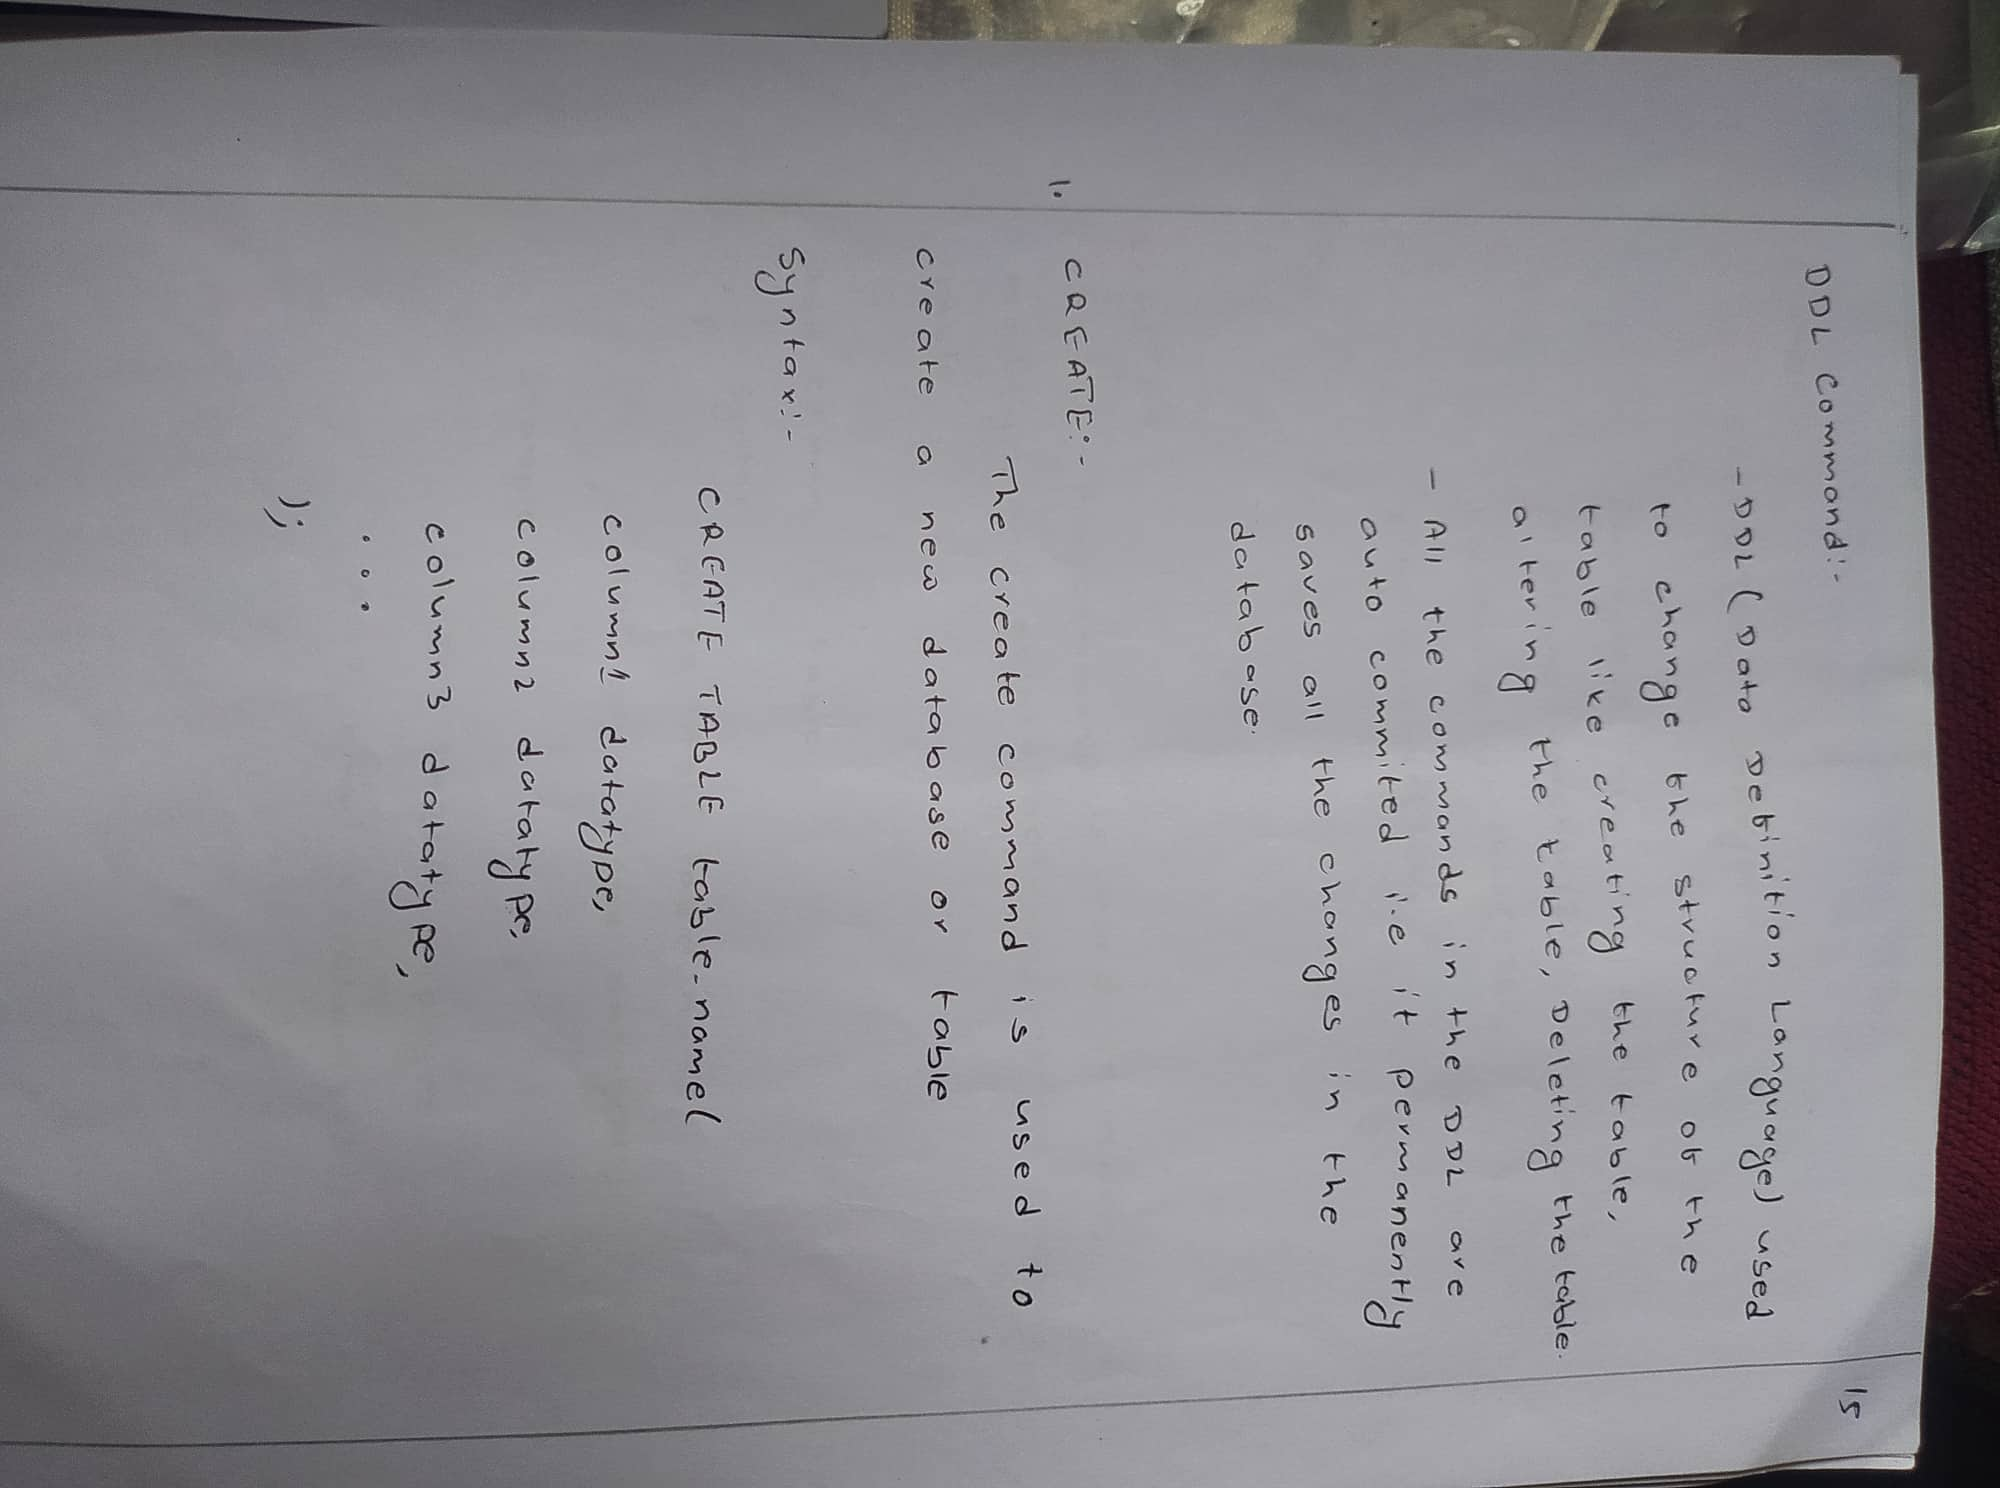 15
DDL Command:-
- DDL (Data Definition Language) used
to change the structure of the
table like creating the table,
altering the table, Deleting the table.
- All the commands in the DDL are
auto commited i.e it permanently
saves all the changes in the
database.
1. CREATE:-
The create command is used to
create a new database or table
Syntax:-
CREATE TABLE table-name(
column1 datatype,
column2 datatype,
column3 datatype,
...
);